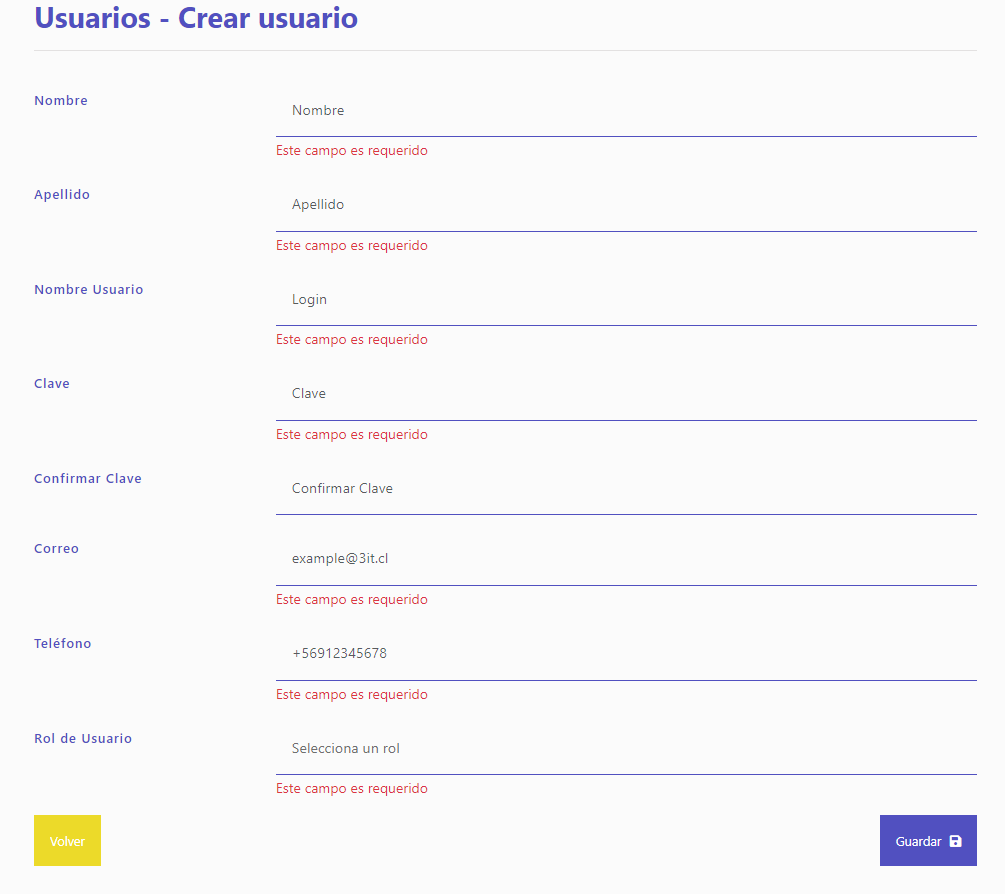 Usuarios - Crear usuario
Nombre
Nombre
Este campo es requerido
Apellido
Apellido
Este campo es requerido
Nombre Usuario
Login
Este campo es requerido
Clave
Clave
Este campo es requerido
Confirmar Clave
Confirmar Clave
Correo
example@3it.cl
Este campo es requerido
Teléfono
+56912345678
Este campo es requerido
Rol de Usuario
Selecciona un rol
Este campo es requerido
Volver
Guardar